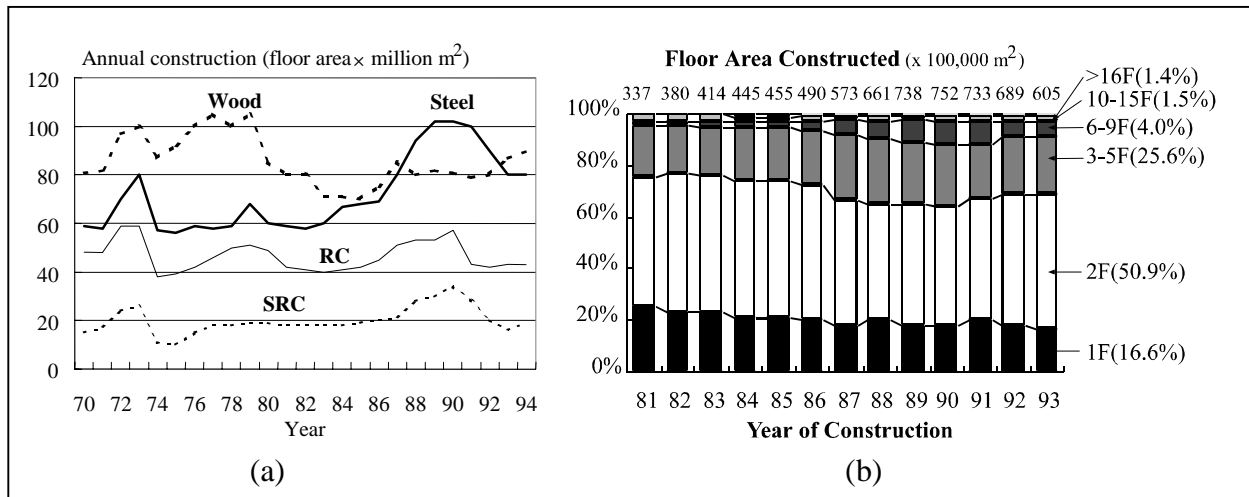 Annual construction (floor area× million m²)
120
100
80
60
40
20
0
Wood
Steel
RC
SRC
70 72 74 76 78 80 82 84 86 88 90 92 94
Year
(a)
Floor Area Constructed (x 100,000 m²)
337 380 414 445 455 490 573 661 738 752 733 689 605
100%
80%
60%
40%
20%
0%
>16F(1.4%)
10-15F(1.5%)
6-9F(4.0%)
3-5F(25.6%)
2F(50.9%)
1F(16.6%)
81 82 83 84 85 86 87 88 89 90 91 92 93
Year of Construction
(b)